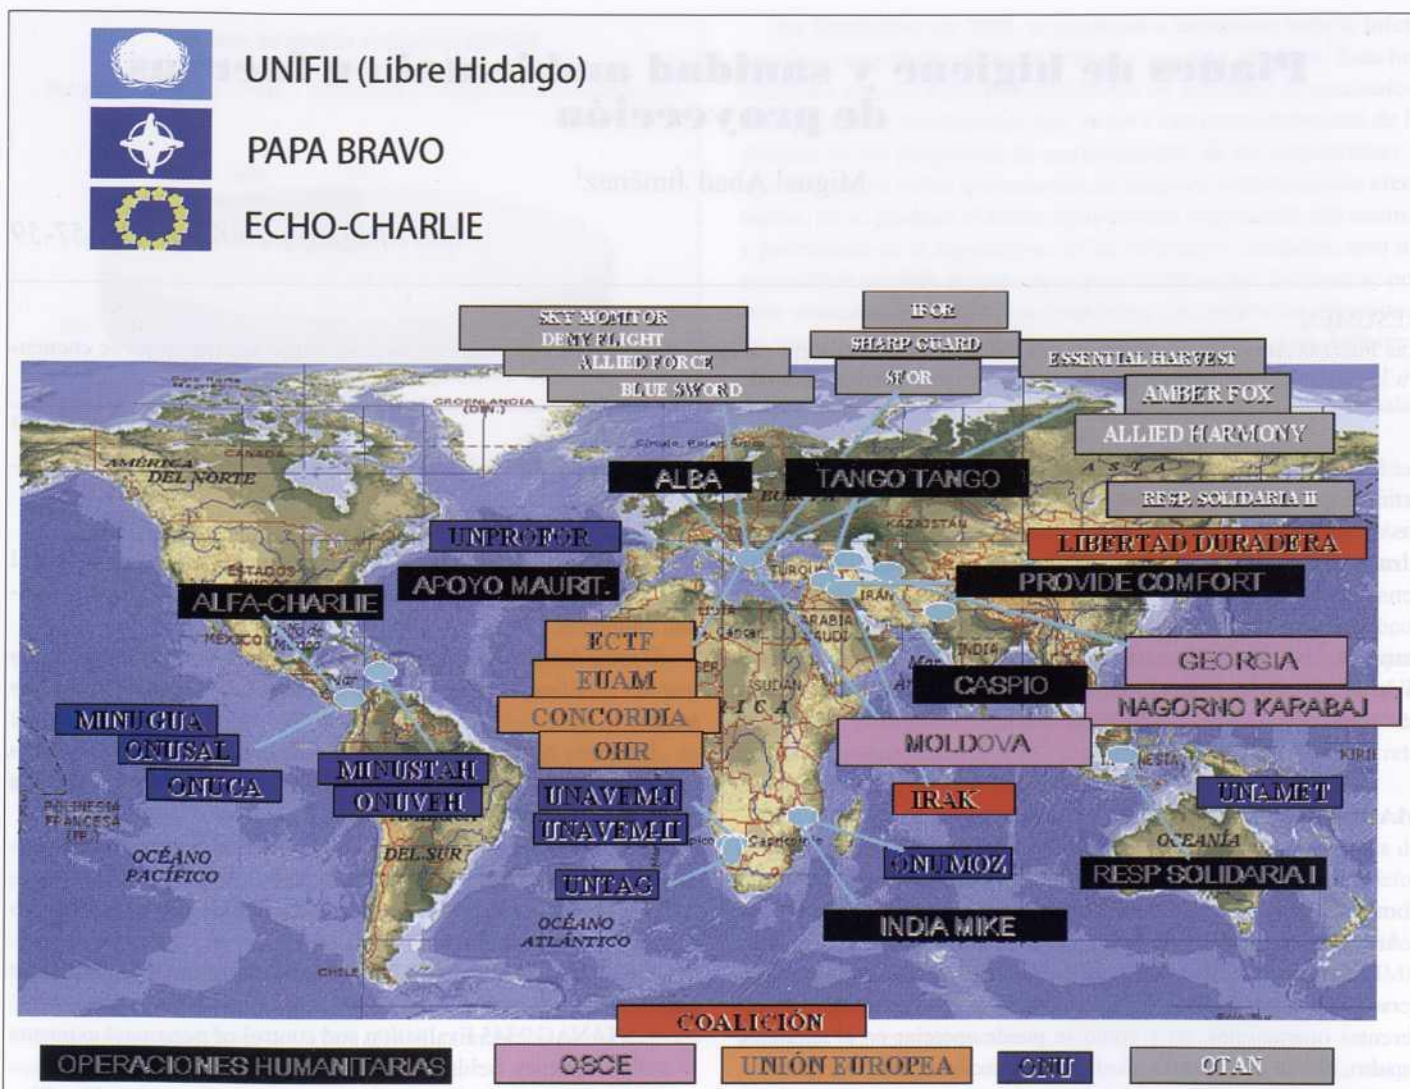 UNIFIL (Libre Hidalgo)
PAPA BRAVO
ECHO-CHARLIE
SKY MONITOR
DENY FLIGHT
ALLIED FORCE
BLUE SWORD
IFOR
SHARP GUARD
SFOR
ESSENTIAL HARVEST
AMBER FOX
ALLIED HARMONY
RESP. SOLIDARIA II
GROENLANDIA
(DIN.)
CANADÁ
AMÉRICA
DEL NORTE
ALBA
TANGO TANGO
ASIA
KAZAJSTÁN
UNPROFOR
LIBERTAD DURADERA
APOYO MAURIT.
PROVIDE COMFORT
ESTADOS
ALFA-CHARLIE
MÉXICO
IRÁN
ARABIA
SAUDÍ
INDIA
SUDÁN
ECTF
EUAM
CONCORDIA
OHR
GEORGIA
CASPIO
NAGORNO KARABAJ
MOLDOVA
MINUGUA
ONUSAL
ONUCA
MINUSTAH
ONUVEH
UNAVEM-I
UNAVEM-II
UNTAG
IRAK
UNAMET
ONUMOZ
RESP SOLIDARIA I
INDIA MIKE
POLINESIA
FRANCESA
(FR.)
OCÉANO
PACÍFICO
DEL SUR
OCEANÍA
OCÉANO
ATLÁNTICO
CHILE
COALICIÓN
OPERACIONES HUMANITARIAS
OSCE
UNIÓN EUROPEA
ONU
OTAN